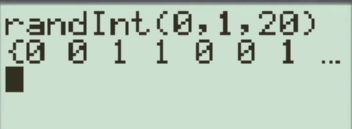 randInt(0,1,20)
{0 0 1 1 0 0 1 …